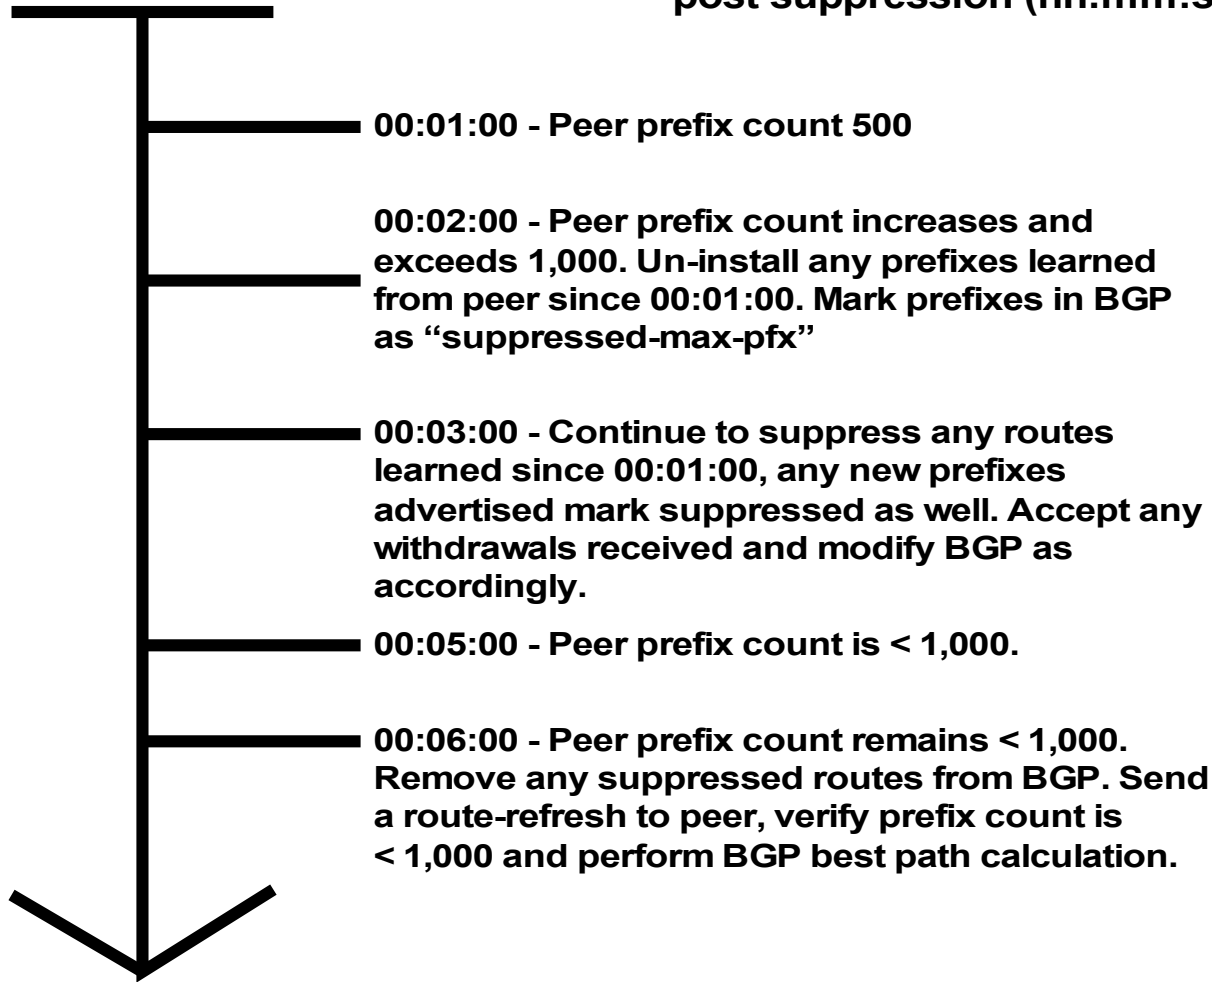 post suppression (hh:mm:s
00:01:00 - Peer prefix count 500
00:02:00 - Peer prefix count increases and
exceeds 1,000. Un-install any prefixes learned
from peer since 00:01:00. Mark prefixes in BGP
as “suppressed-max-pfx”
00:03:00 - Continue to suppress any routes
learned since 00:01:00, any new prefixes
advertised mark suppressed as well. Accept any
withdrawals received and modify BGP as
accordingly.
00:05:00 - Peer prefix count is < 1,000.
00:06:00 - Peer prefix count remains < 1,000.
Remove any suppressed routes from BGP. Send
a route-refresh to peer, verify prefix count is
< 1,000 and perform BGP best path calculation.